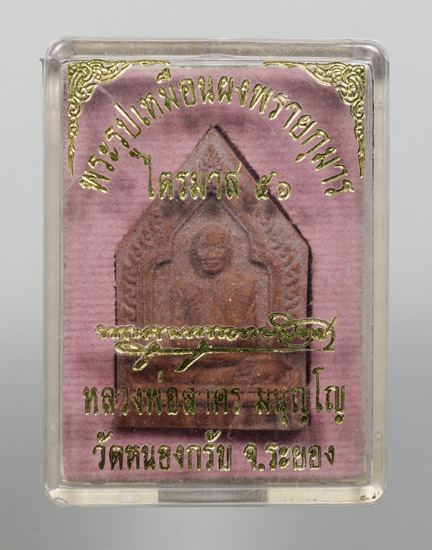 พระรูปเหมือนผงพรายกุมาร
ไตรมาส ๕๑
หลวงพ่อสาคร มนุญโญ
วัดหนองกรับ จ.ระยอง